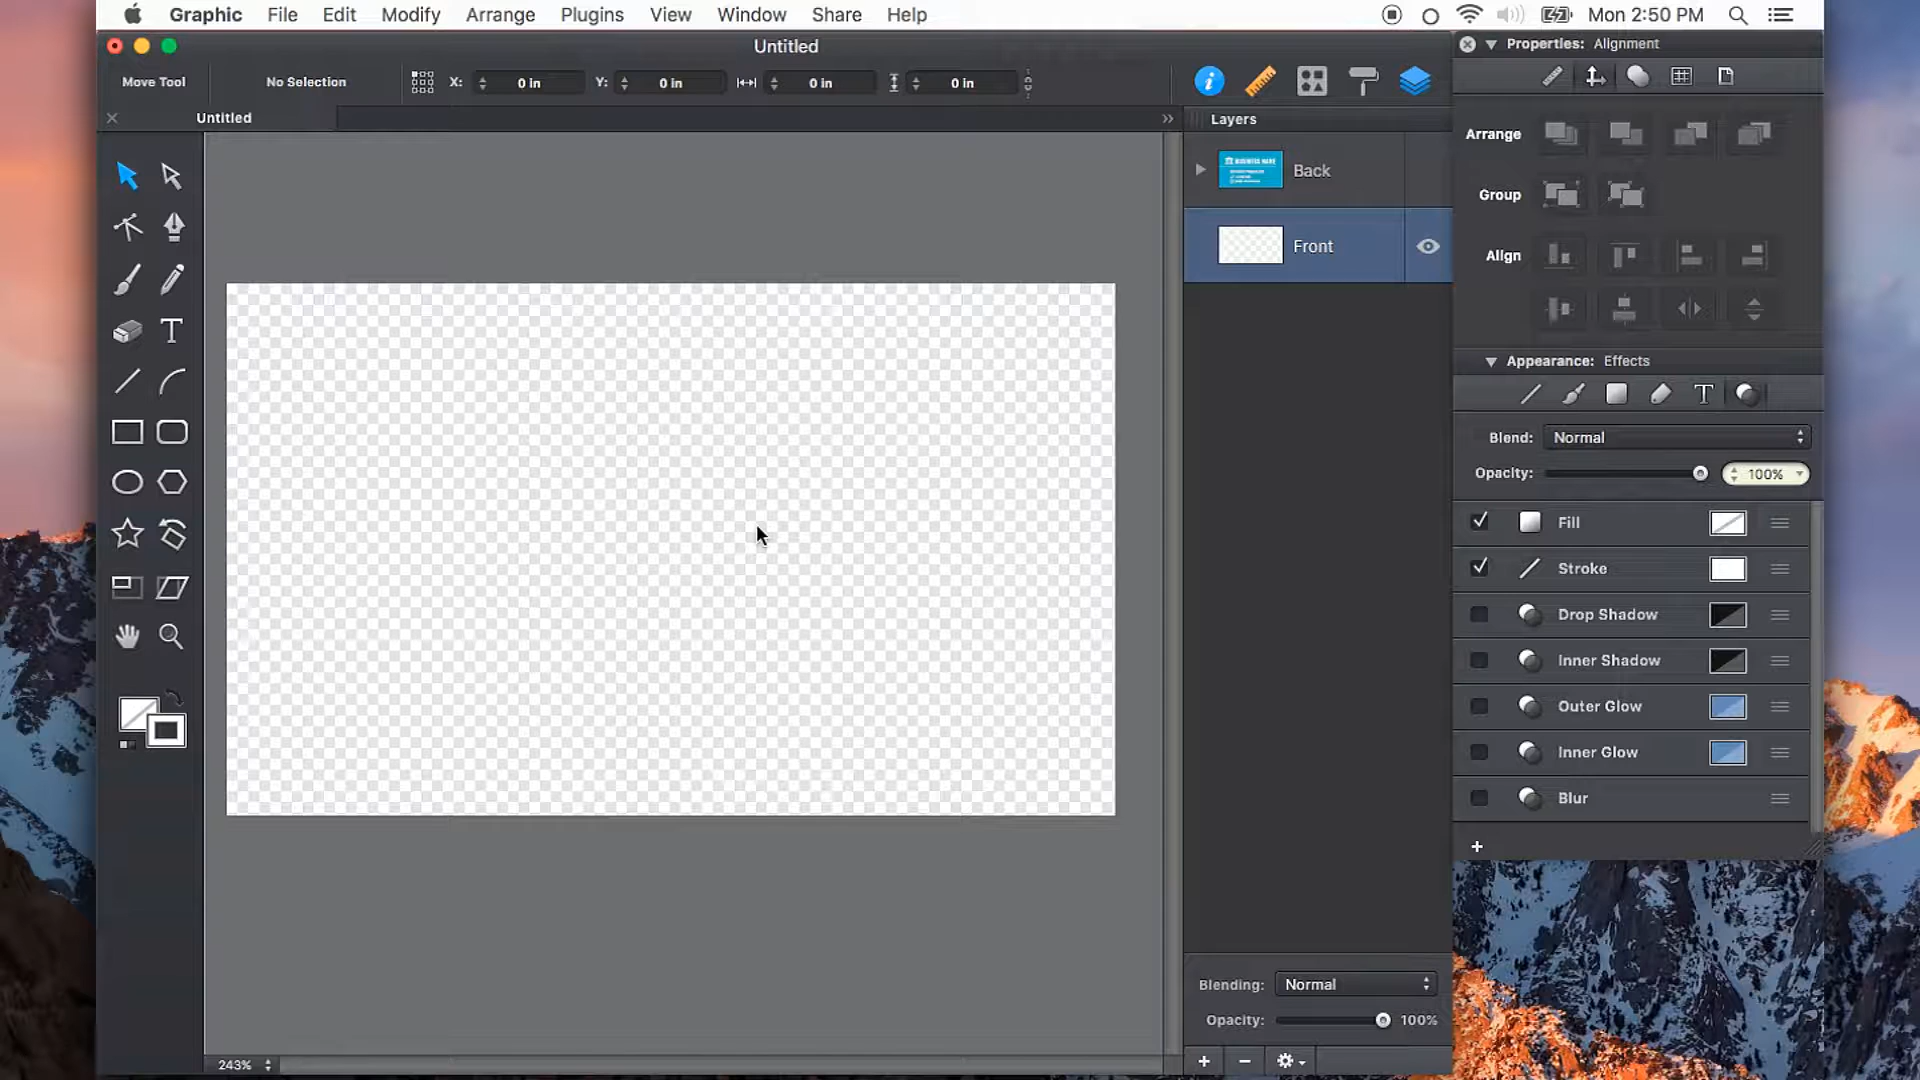 Graphic File Edit Modify Arrange Plugins View Window Share Help Mon 2:50 PM
Untitled
Properties: Alignment
Move Tool No Selection X: 0 in Y: 0 in 0 in 0 in
Untitled
Layers
Arrange
Back
Group
Front
Align
Appearance: Effects
Blend: Normal
Opacity: 100%
Fill
Stroke
Drop Shadow
Inner Shadow
Outer Glow
Inner Glow
Blur
Blending: Normal
Opacity: 100%
243%